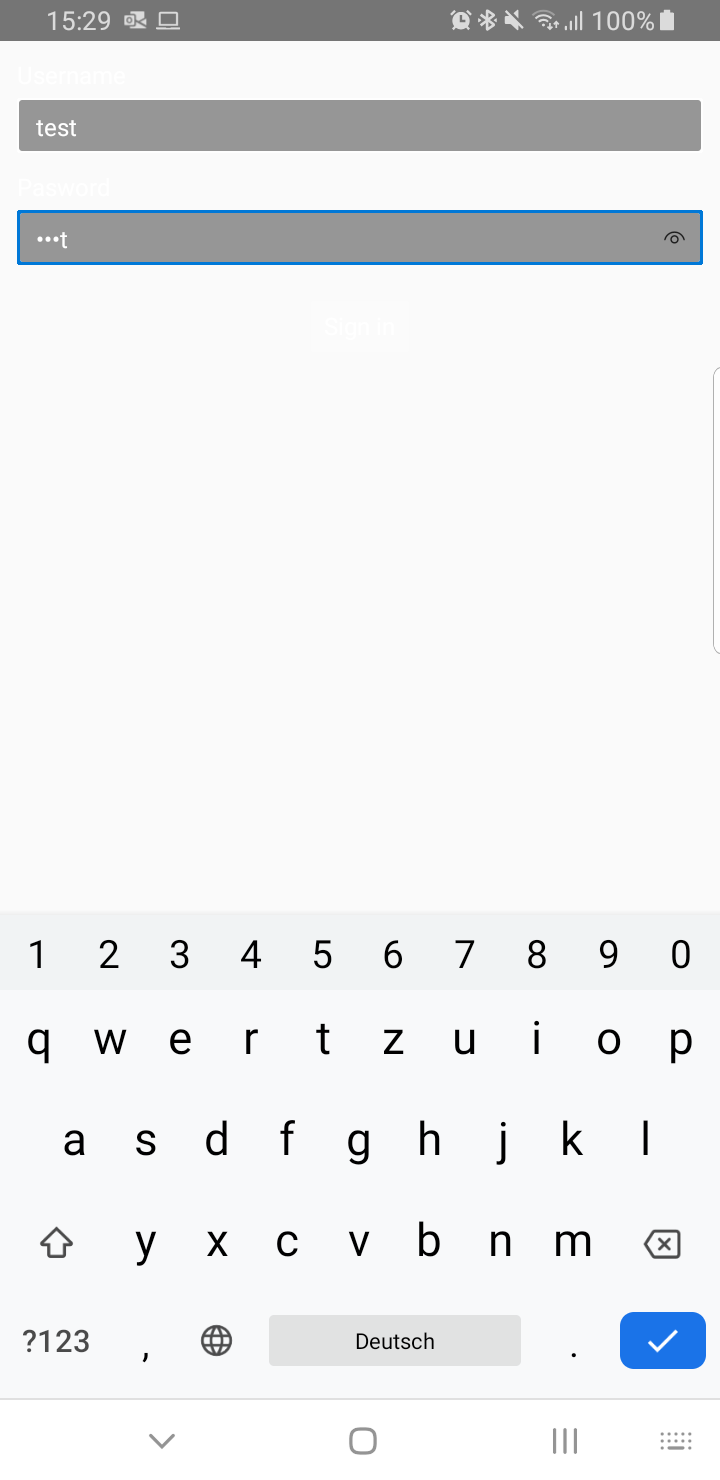 15:29 100%
Username
test
Pasword
•••t
Sign in
1 2 3 4 5 6 7 8 9 0
q w e r t z u i o p
a s d f g h j k l
y x c v b n m
?123 , Deutsch .